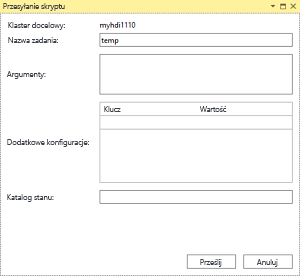 Przesyłanie skryptu
Klaster docelowy: myhdi1110
Nazwa zadania: temp
Argumenty:
Klucz Wartość
Dodatkowe konfiguracje:
Katalog stanu:
Prześlij Anuluj